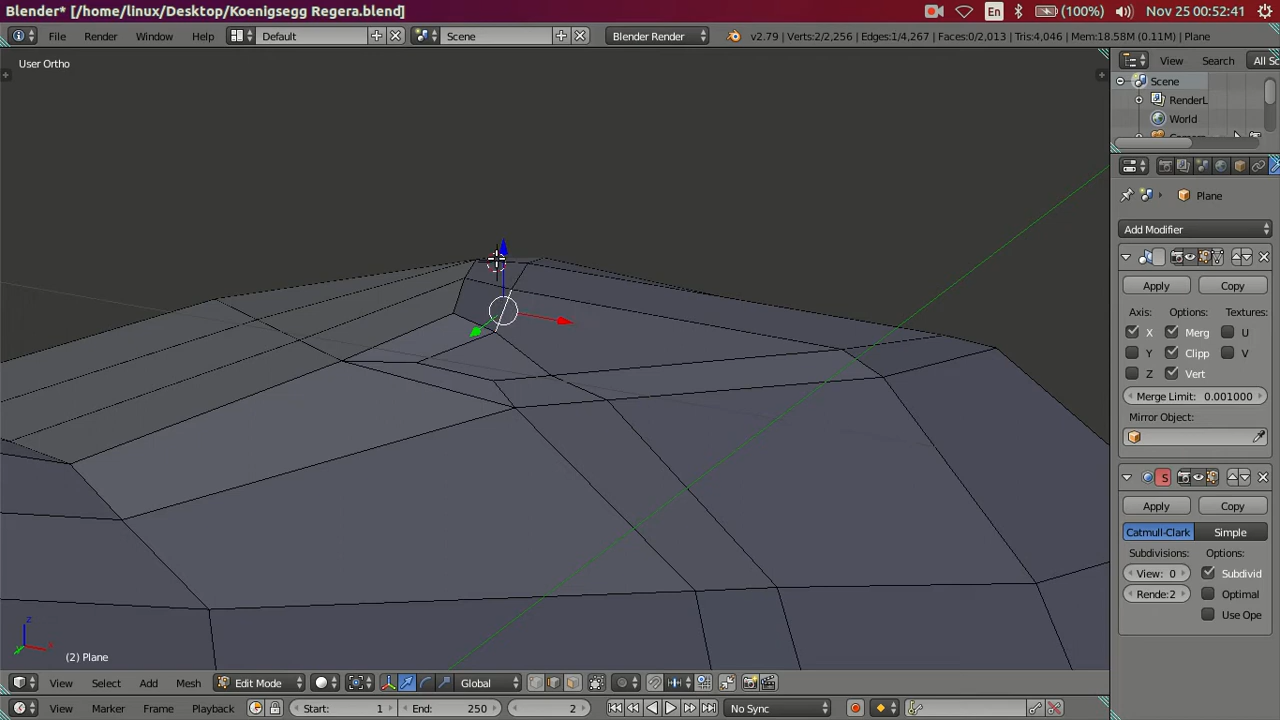 Blender* [/home/linux/Desktop/Koenigsegg Regera.blend]
En (100%) Nov 25 00:52:41
File Render Window Help Default Scene Blender Render v2.79 | Verts:2/2,256 | Edges:1/4,267 | Faces:0/2,013 | Tris:4,046 | Mem:18.58M (0.11M) | Plane
User Ortho
View Search All Sc
Scene
RenderL
World
Plane
Add Modifier
Apply Copy
Axis: Options: Textures:
X Merg U
Y Clipp V
Z Vert
Merge Limit: 0.001000
Mirror Object:
S
Apply Copy
Catmull-Clark Simple
Subdivisions: Options:
View: 0 Subdivid
Rende:2 Optimal
Use Ope
z
y x
(2) Plane
View Select Add Mesh Edit Mode Global
View Marker Frame Playback Start: 1 End: 250 2 No Sync